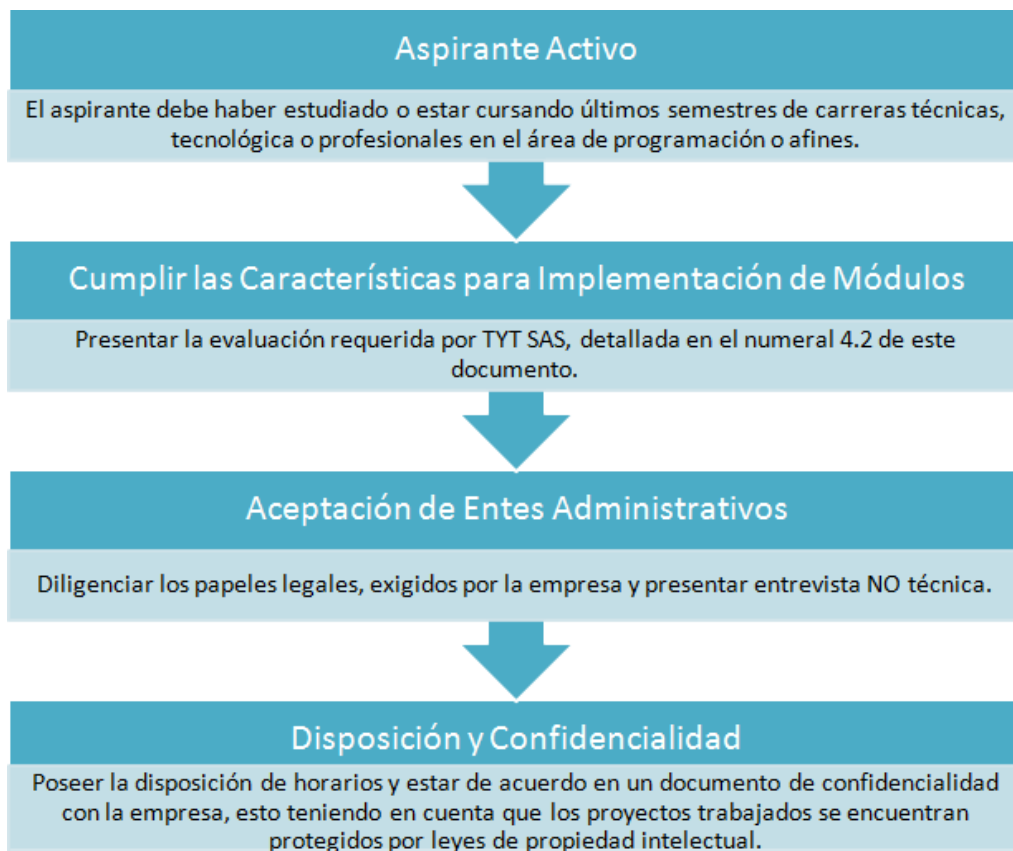 Aspirante Activo
El aspirante debe haber estudiado o estar cursando últimos semestres de carreras técnicas,
tecnológica o profesionales en el área de programación o afines.
Cumplir las Características para Implementación de Módulos
Presentar la evaluación requerida por TYT SAS, detallada en el numeral 4.2 de este
documento.
Aceptación de Entes Administrativos
Diligenciar los papeles legales, exigidos por la empresa y presentar entrevista NO técnica.
Disposición y Confidencialidad
Poseer la disposición de horarios y estar de acuerdo en un documento de confidencialidad
con la empresa, esto teniendo en cuenta que los proyectos trabajados se encuentran
protegidos por leyes de propiedad intelectual.